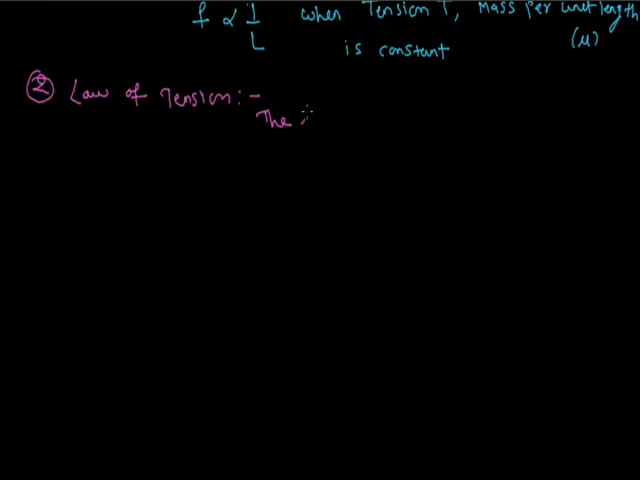 f ∝ 1/L when Tension T, Mass per unit length
is constant (μ)
② Law of Tension:-
The